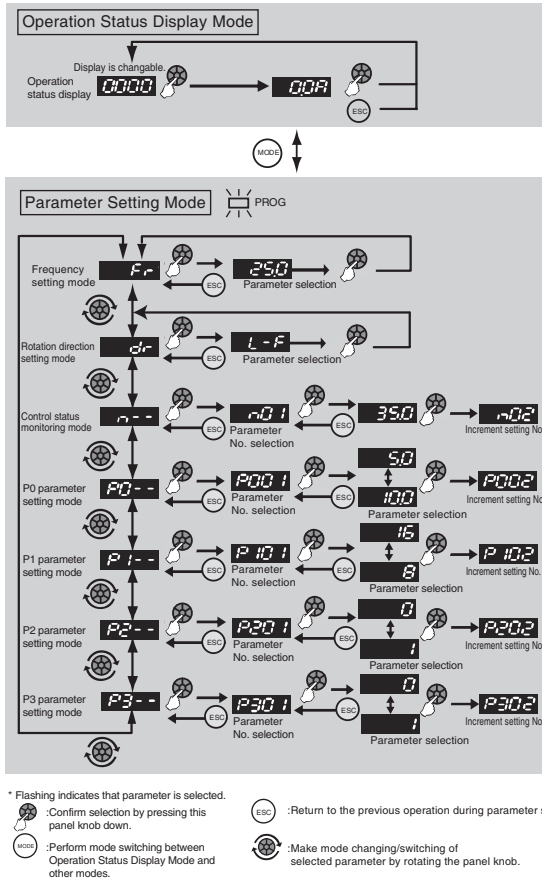 Operation Status Display Mode
Display is changable.
Operation
status display
0000
00A
ESC
MODE
Parameter Setting Mode
PROG
Frequency
setting mode
Fr
ESC
25.0
Parameter selection
Rotation direction
setting mode
dr
ESC
L-F
Parameter selection
Control status
monitoring mode
n--
ESC
n01
Parameter
No. selection
ESC
35.0
n02
Increment setting No
P0 parameter
setting mode
P0--
ESC
P001
Parameter
No. selection
ESC
5.0
10.0
Parameter selection
P002
Increment setting No
P1 parameter
setting mode
P1--
ESC
P101
Parameter
No. selection
ESC
16
8
Parameter selection
P102
Increment setting No.
P2 parameter
setting mode
P2--
ESC
P201
Parameter
No. selection
ESC
0
1
Parameter selection
P202
Increment setting No
P3 parameter
setting mode
P3--
ESC
P301
Parameter
No. selection
ESC
0
1
Parameter selection
P302
Increment setting No
* Flashing indicates that parameter is selected.
:Confirm selection by pressing this
panel knob down.
ESC :Return to the previous operation during parameter s
MODE :Perform mode switching between
Operation Status Display Mode and
other modes.
:Make mode changing/switching of
selected parameter by rotating the panel knob.